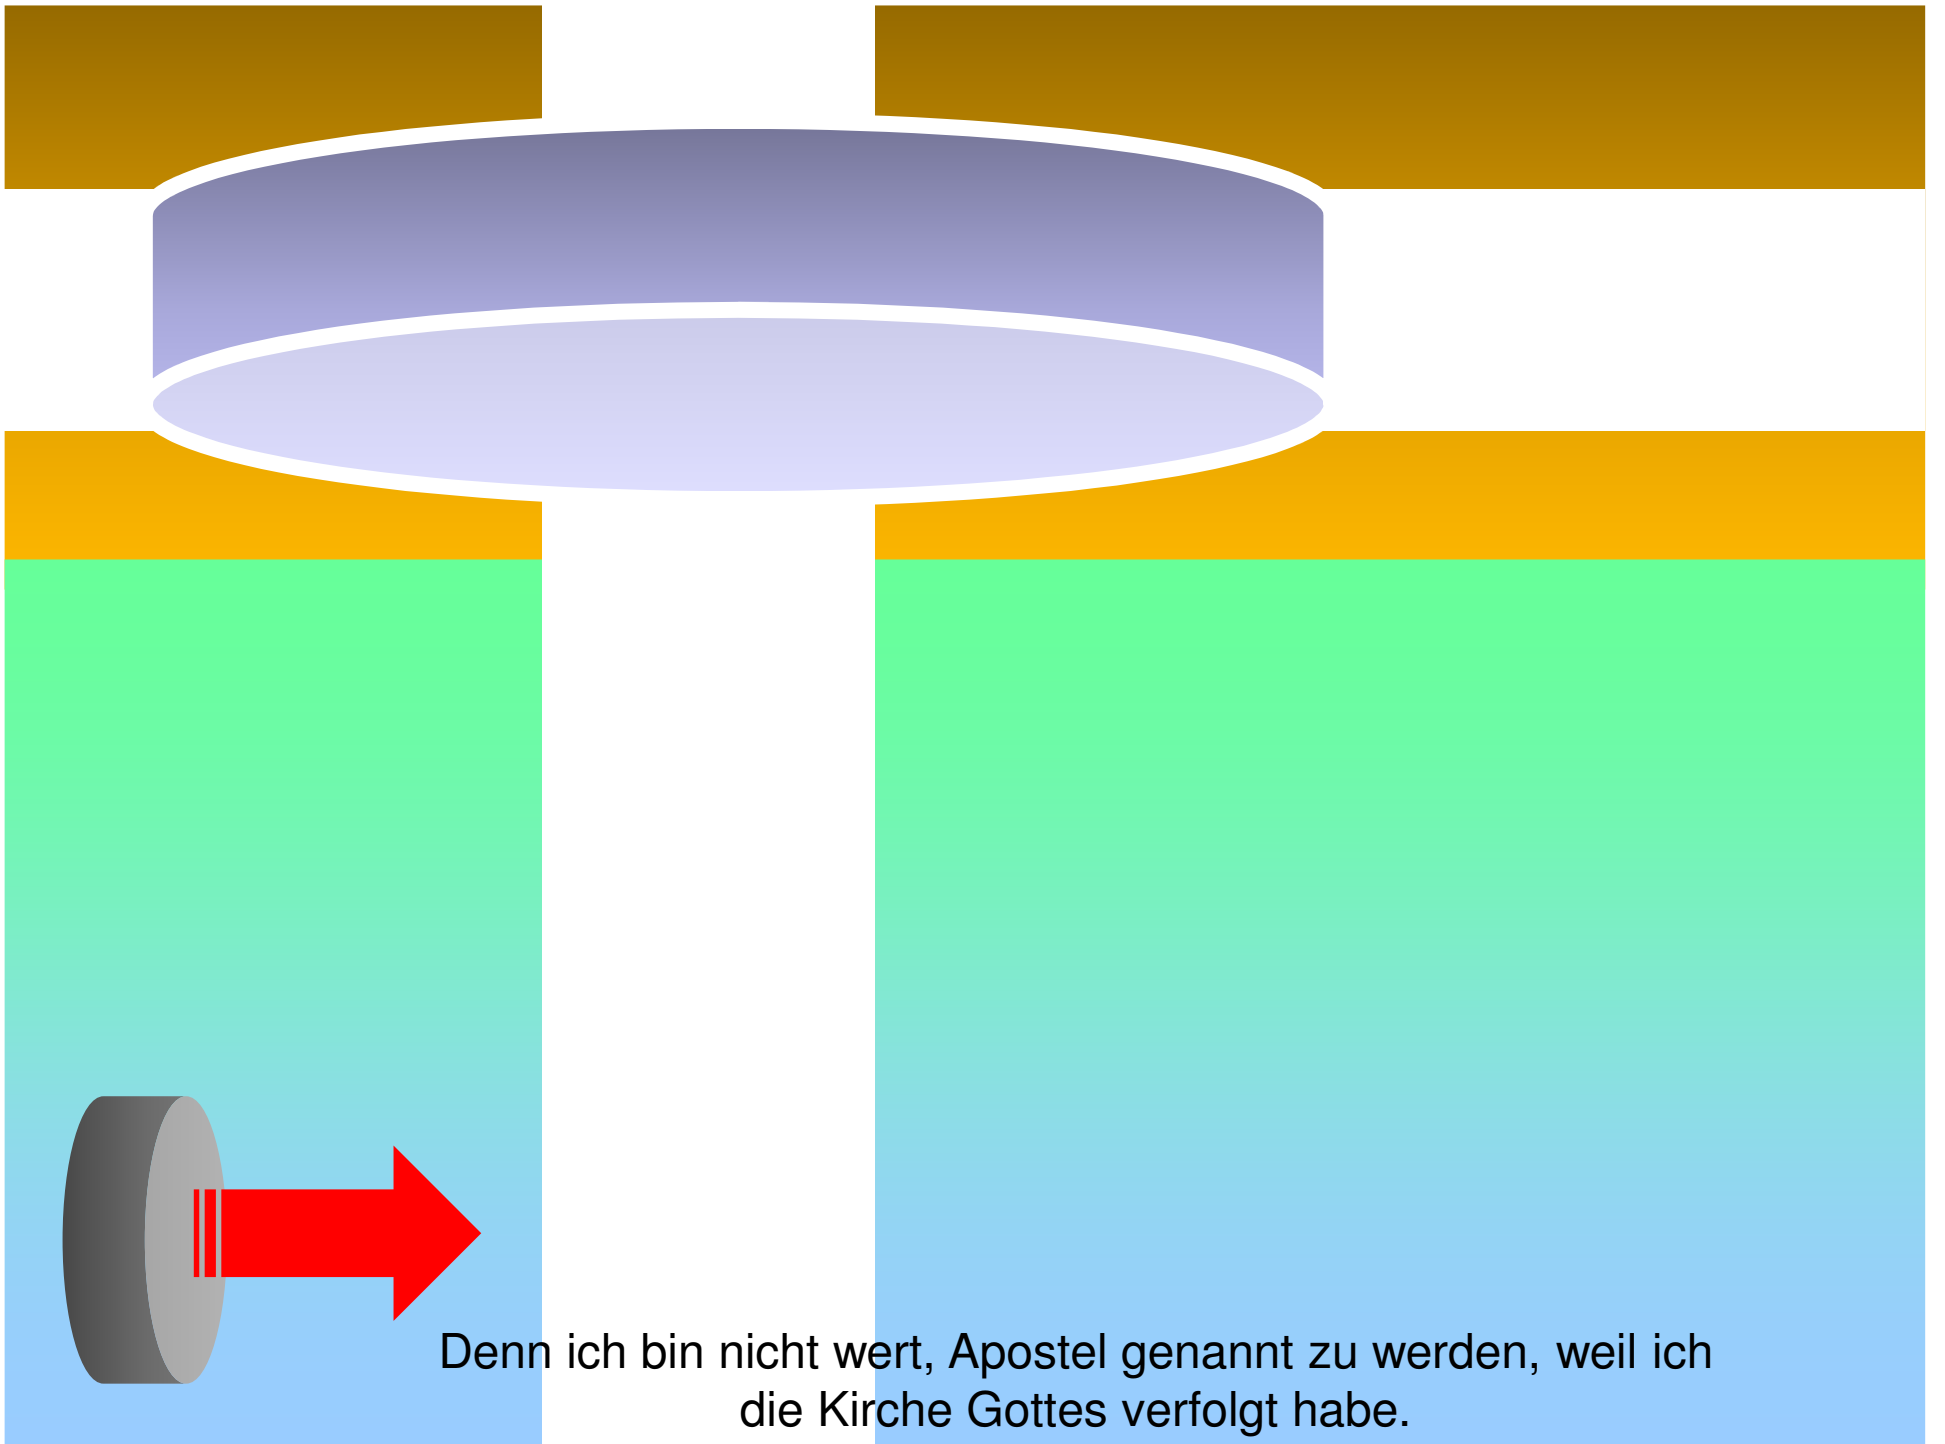 Denn ich bin nicht wert, Apostel genannt zu werden, weil ich
die Kirche Gottes verfolgt habe.